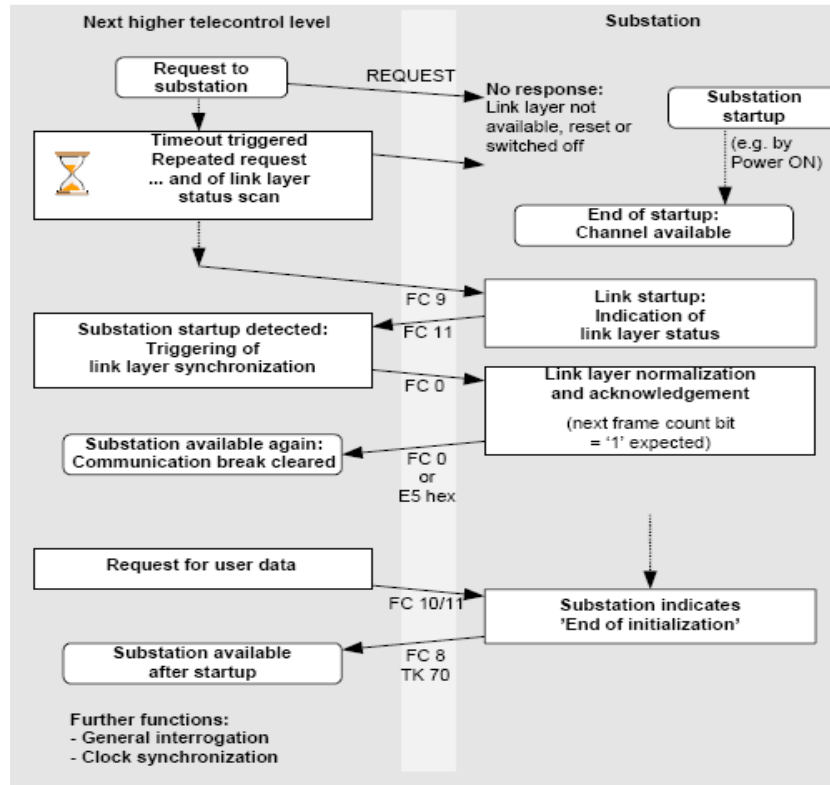 Next higher telecontrol level
Substation
Request to
substation
REQUEST
No response:
Link layer not
available, reset or
switched off
Substation
startup
(e.g. by
Power ON)
Timeout triggered
Repeated request
... and of link layer
status scan
End of startup:
Channel available
FC 9
Link startup:
Indication of
link layer status
FC 11
Substation startup detected:
Triggering of
link layer synchronization
FC 0
Link layer normalization
and acknowledgement
(next frame count bit
= '1' expected)
Substation available again:
Communication break cleared
FC 0
or
E5 hex
Request for user data
FC 10/11
Substation indicates
'End of initialization'
Substation available
after startup
FC 8
TK 70
Further functions:
- General interrogation
- Clock synchronization